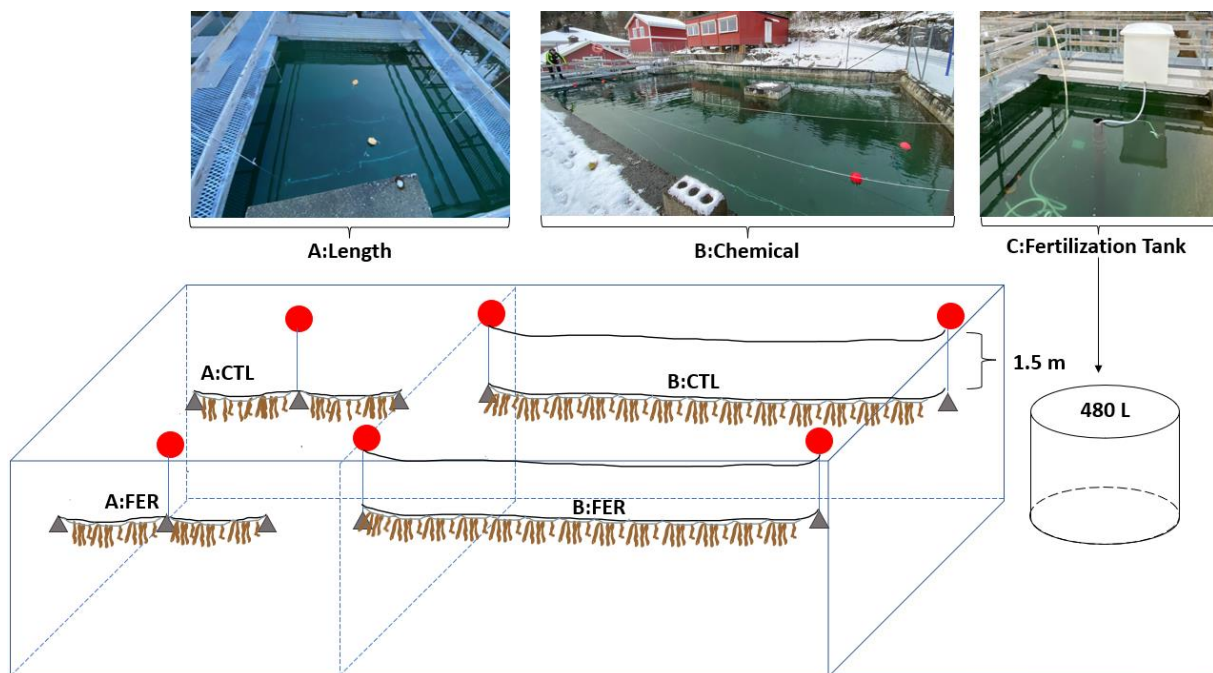 A:Length
B:Chemical
C:Fertilization Tank
A:CTL
B:CTL
1.5 m
480 L
A:FER
B:FER